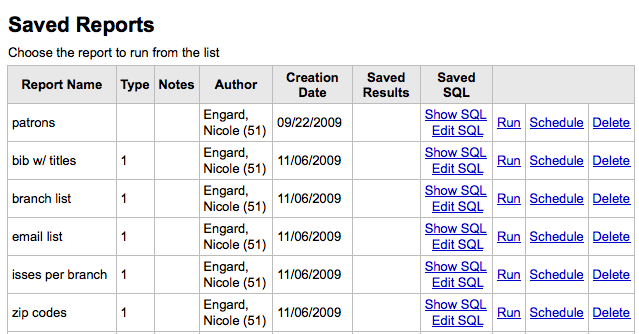 Saved Reports
Choose the report to run from the list
Report Name Type Notes Author Creation Date Saved Results Saved SQL
patrons Engard, Nicole (51) 09/22/2009 Show SQL Edit SQL Run Schedule Delete
bib w/ titles 1 Engard, Nicole (51) 11/06/2009 Show SQL Edit SQL Run Schedule Delete
branch list 1 Engard, Nicole (51) 11/06/2009 Show SQL Edit SQL Run Schedule Delete
email list 1 Engard, Nicole (51) 11/06/2009 Show SQL Edit SQL Run Schedule Delete
isses per branch 1 Engard, Nicole (51) 11/06/2009 Show SQL Edit SQL Run Schedule Delete
zip codes 1 Engard, Nicole (51) 11/06/2009 Show SQL Edit SQL Run Schedule Delete